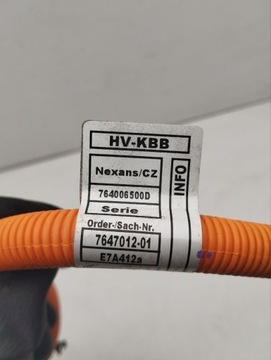 HV-KBB
Nexans/CZ
764006500D
Serie
Order-/Sach-Nr.
7647012-01
E7A412a
INFO